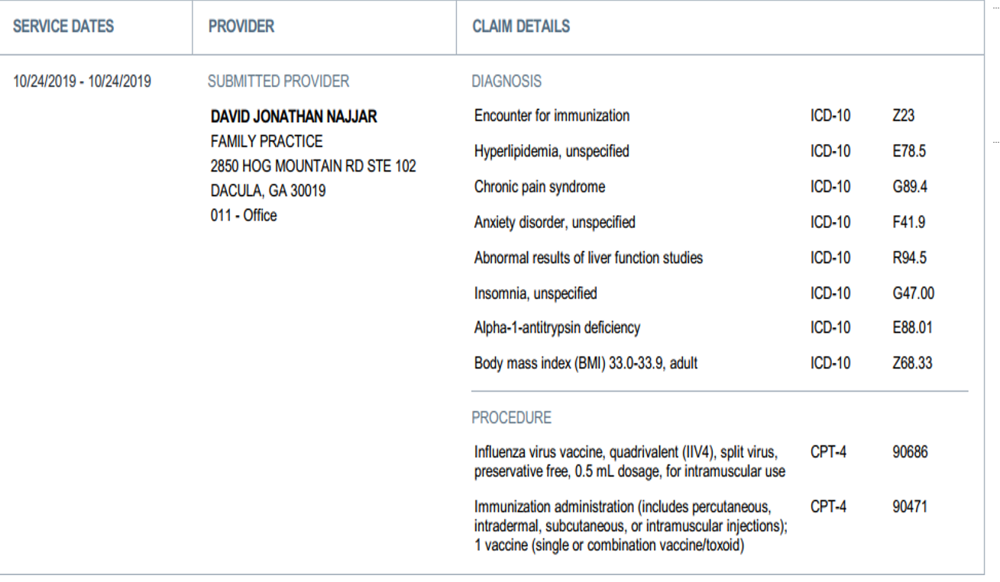 SERVICE DATES PROVIDER CLAIM DETAILS
10/24/2019 - 10/24/2019 SUBMITTED PROVIDER DIAGNOSIS
DAVID JONATHAN NAJJAR
FAMILY PRACTICE
2850 HOG MOUNTAIN RD STE 102
DACULA, GA 30019
011 - Office
Encounter for immunization ICD-10 Z23
Hyperlipidemia, unspecified ICD-10 E78.5
Chronic pain syndrome ICD-10 G89.4
Anxiety disorder, unspecified ICD-10 F41.9
Abnormal results of liver function studies ICD-10 R94.5
Insomnia, unspecified ICD-10 G47.00
Alpha-1-antitrypsin deficiency ICD-10 E88.01
Body mass index (BMI) 33.0-33.9, adult ICD-10 Z68.33
PROCEDURE
Influenza virus vaccine, quadrivalent (IIV4), split virus, CPT-4 90686
preservative free, 0.5 mL dosage, for intramuscular use
Immunization administration (includes percutaneous, CPT-4 90471
intradermal, subcutaneous, or intramuscular injections);
1 vaccine (single or combination vaccine/toxoid)